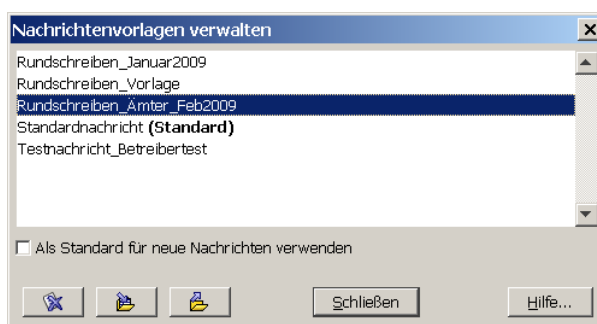 Nachrichtenvorlagen verwalten
Rundschreiben_Januar2009
Rundschreiben_Vorlage
Rundschreiben_Ämter_Feb2009
Standardnachricht (Standard)
Testnachricht_Betreibertest
Als Standard für neue Nachrichten verwenden
Schließen Hilfe...